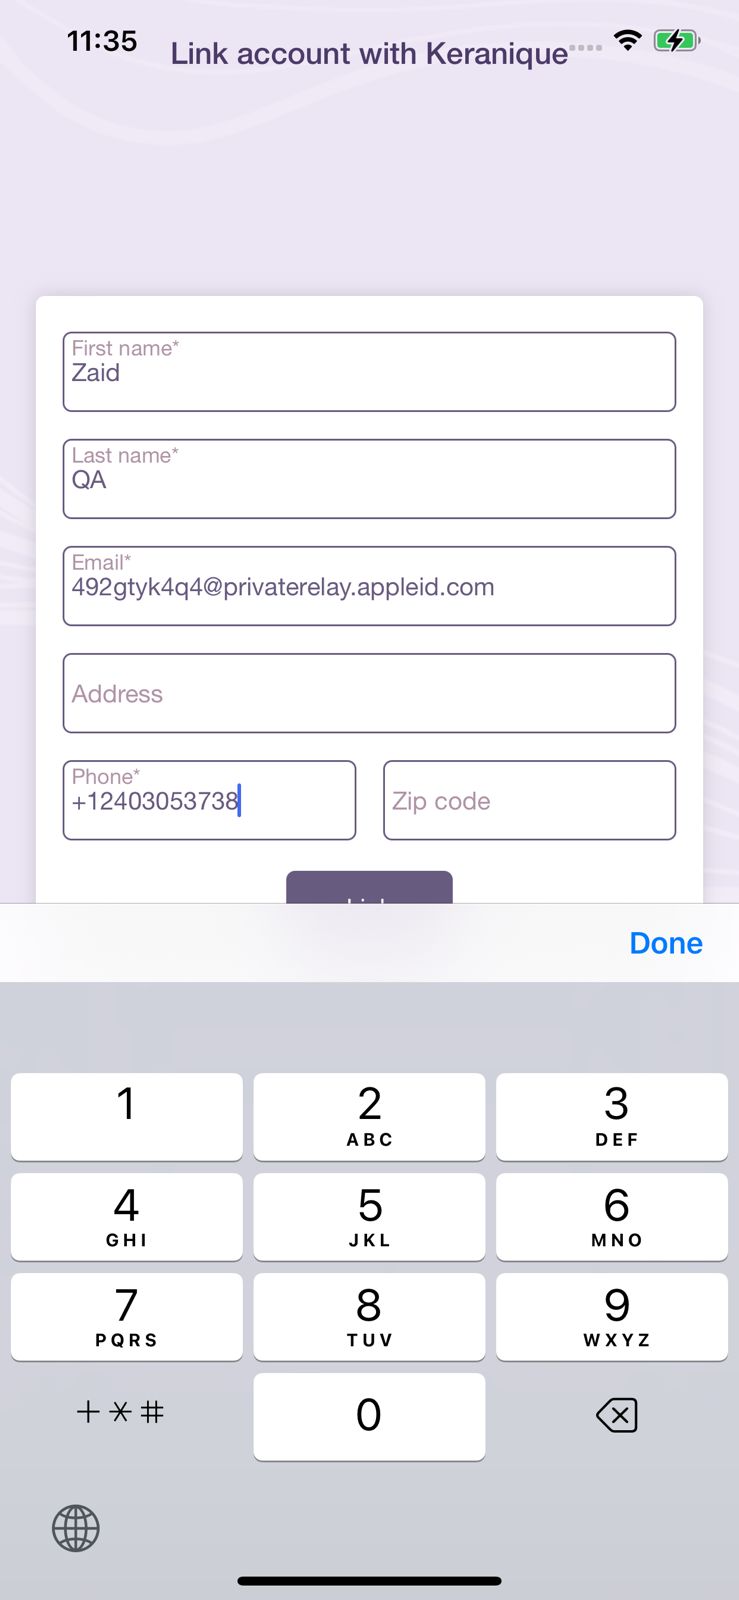 11:35
Link account with Keranique
First name*
Zaid
Last name*
QA
Email*
492gtyk4q4@privaterelay.appleid.com
Address
Phone*
+12403053738
Zip code
Done
1
2
ABC
3
DEF
4
GHI
5
JKL
6
MNO
7
PQRS
8
TUV
9
WXYZ
+*#
0